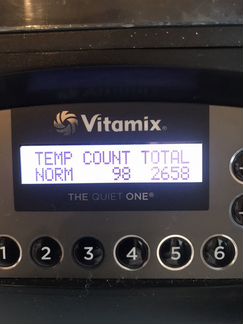 Vitamix®
TEMP COUNT TOTAL
NORM 98 2658
THE QUIET ONE®
1 2 3 4 5 6